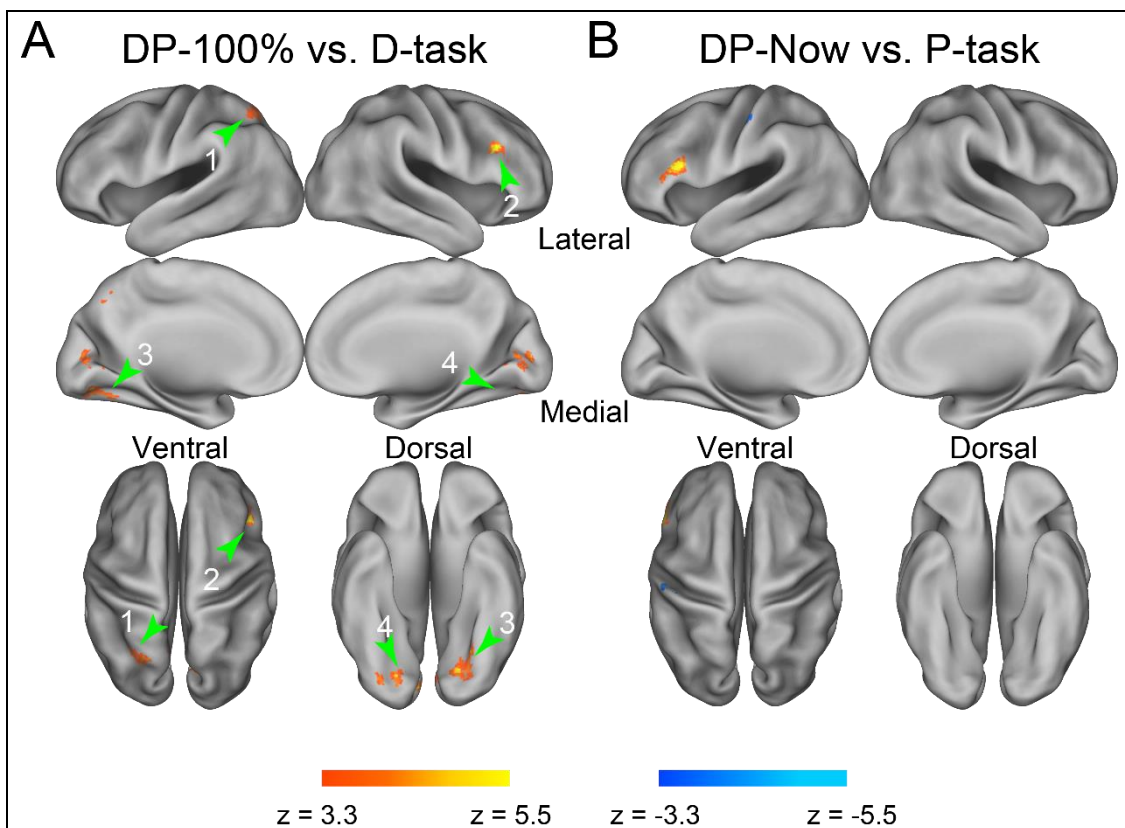 A DP-100% vs. D-task
B DP-Now vs. P-task
1
2
Lateral
3
4
Medial
Ventral Dorsal
Ventral Dorsal
2
1
4
3
z = 3.3 z = 5.5
z = -3.3 z = -5.5